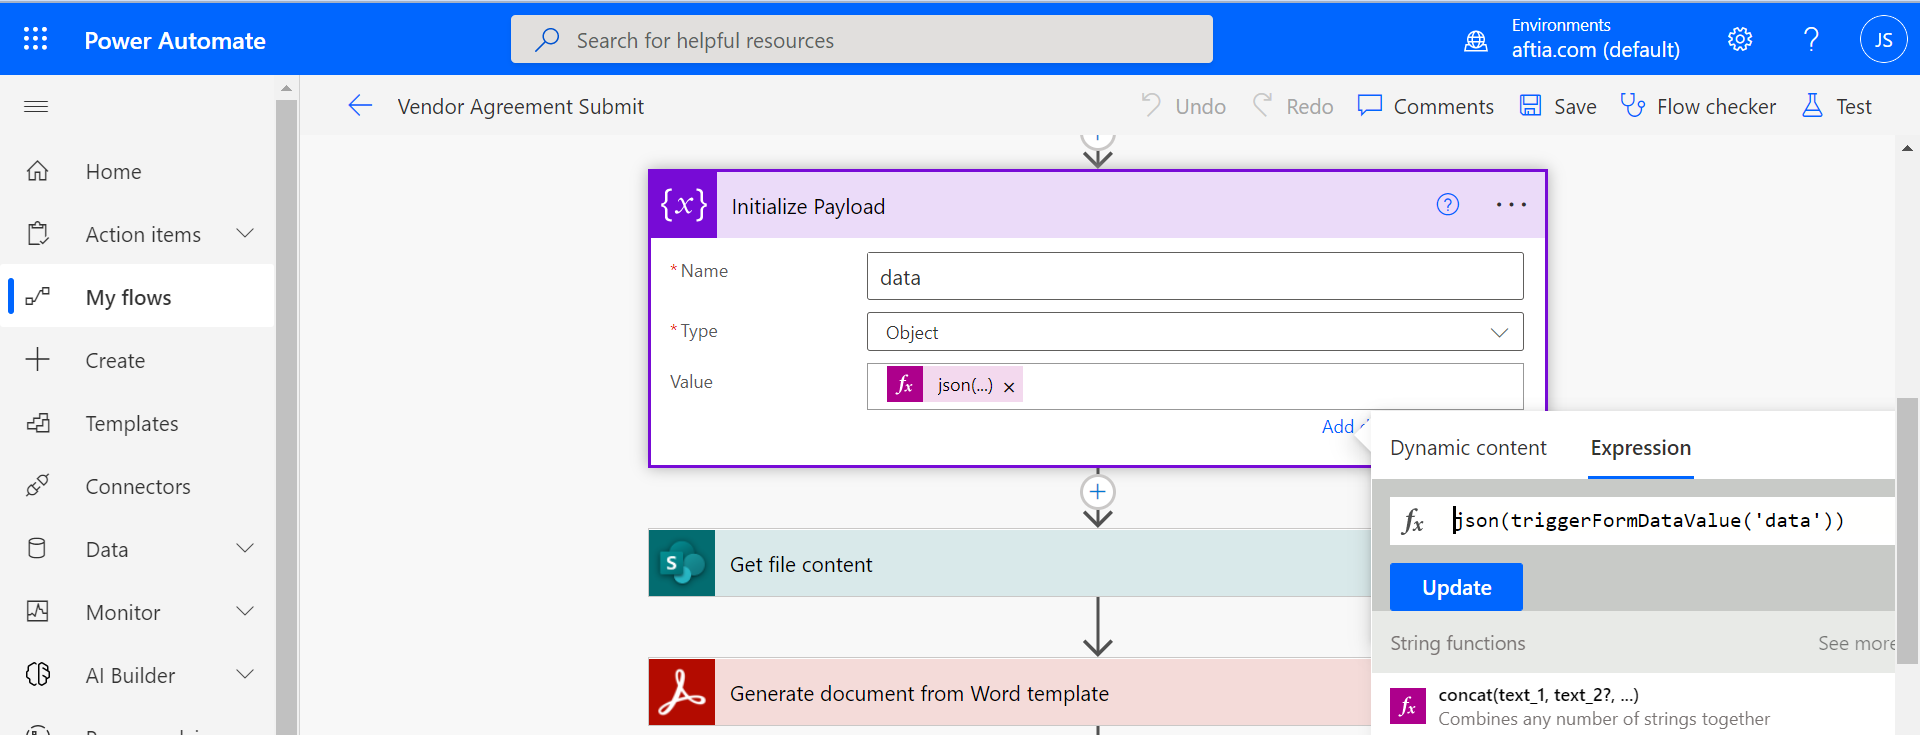 Power Automate
Search for helpful resources
Environments
aftia.com (default)
JS
Vendor Agreement Submit
Undo
Redo
Comments
Save
Flow checker
Test
Home
Action items
My flows
Create
Templates
Connectors
Data
Monitor
AI Builder
{x}
Initialize Payload
* Name
data
* Type
Object
Value
fx json(...) ×
Add
Dynamic content
Expression
fx json(triggerFormDataValue('data'))
Update
String functions
See more
fx concat(text_1, text_2?, ...)
Combines any number of strings together
S Get file content
Generate document from Word template